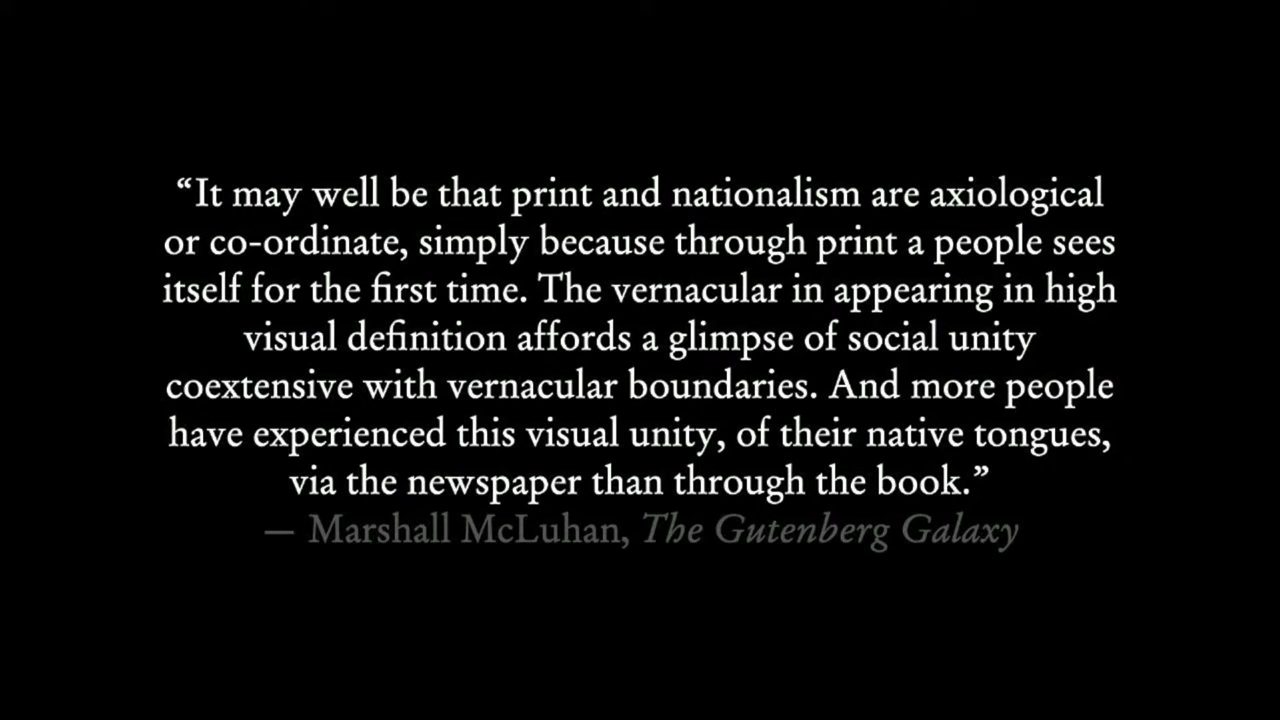 “It may well be that print and nationalism are axiological
or co-ordinate, simply because through print a people sees
itself for the first time. The vernacular in appearing in high
visual definition affords a glimpse of social unity
coextensive with vernacular boundaries. And more people
have experienced this visual unity, of their native tongues,
via the newspaper than through the book.”
— Marshall McLuhan, The Gutenberg Galaxy